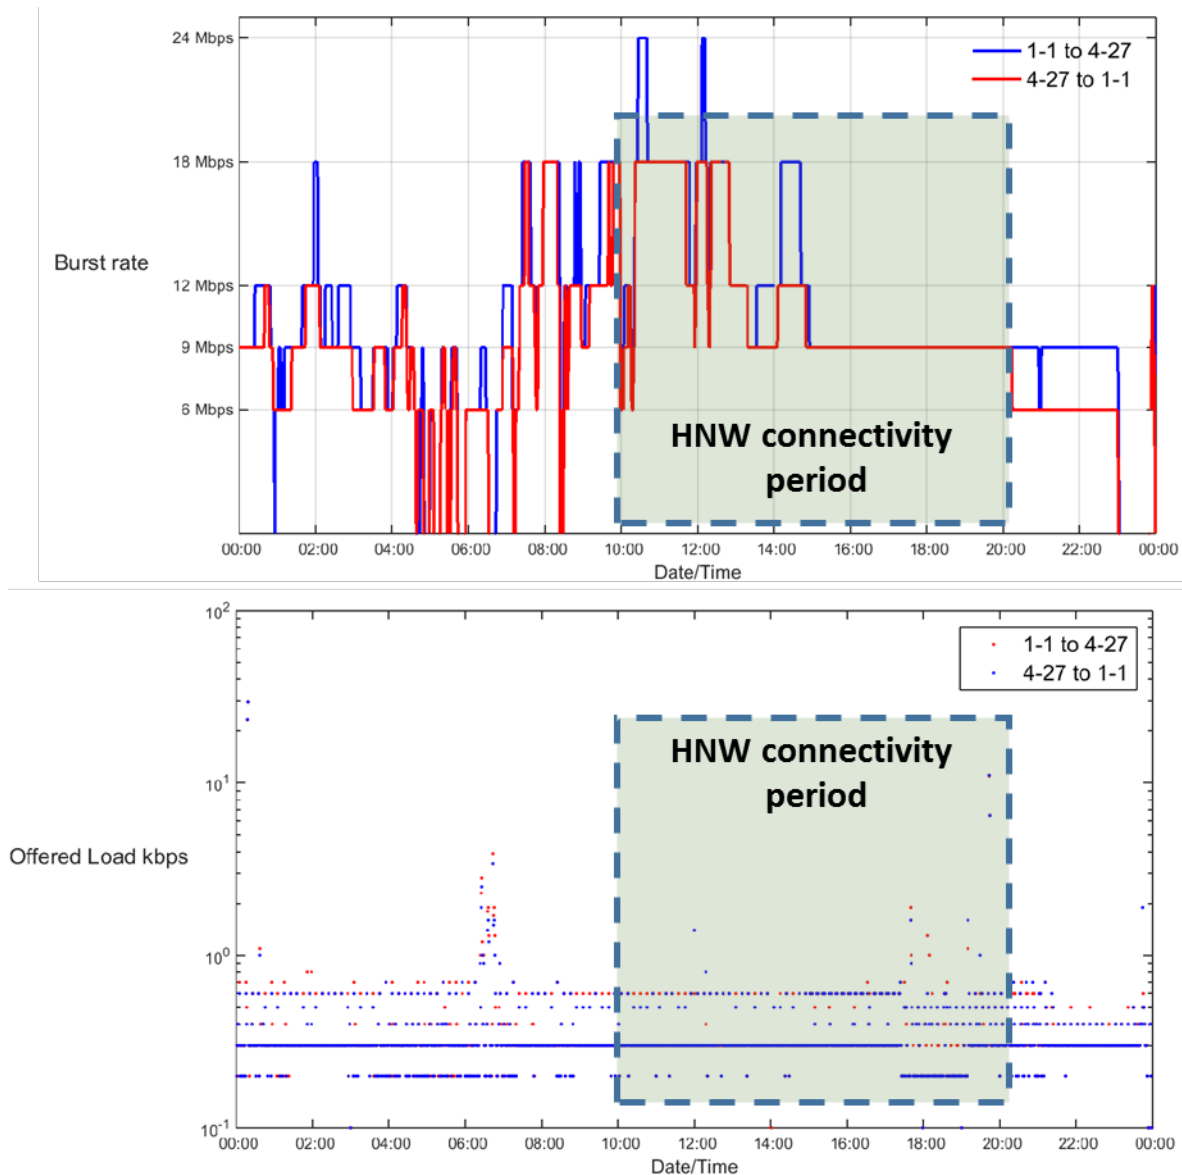 24 Mbps
1-1 to 4-27
4-27 to 1-1
18 Mbps
Burst rate
12 Mbps
9 Mbps
6 Mbps
HNW connectivity
period
00:00 02:00 04:00 06:00 08:00 10:00 12:00 14:00 16:00 18:00 20:00 22:00 00:00
Date/Time
10²
1-1 to 4-27
4-27 to 1-1
HNW connectivity
period
10¹
Offered Load kbps
10⁰
10⁻¹
00:00 02:00 04:00 06:00 08:00 10:00 12:00 14:00 16:00 18:00 20:00 22:00 00:00
Date/Time